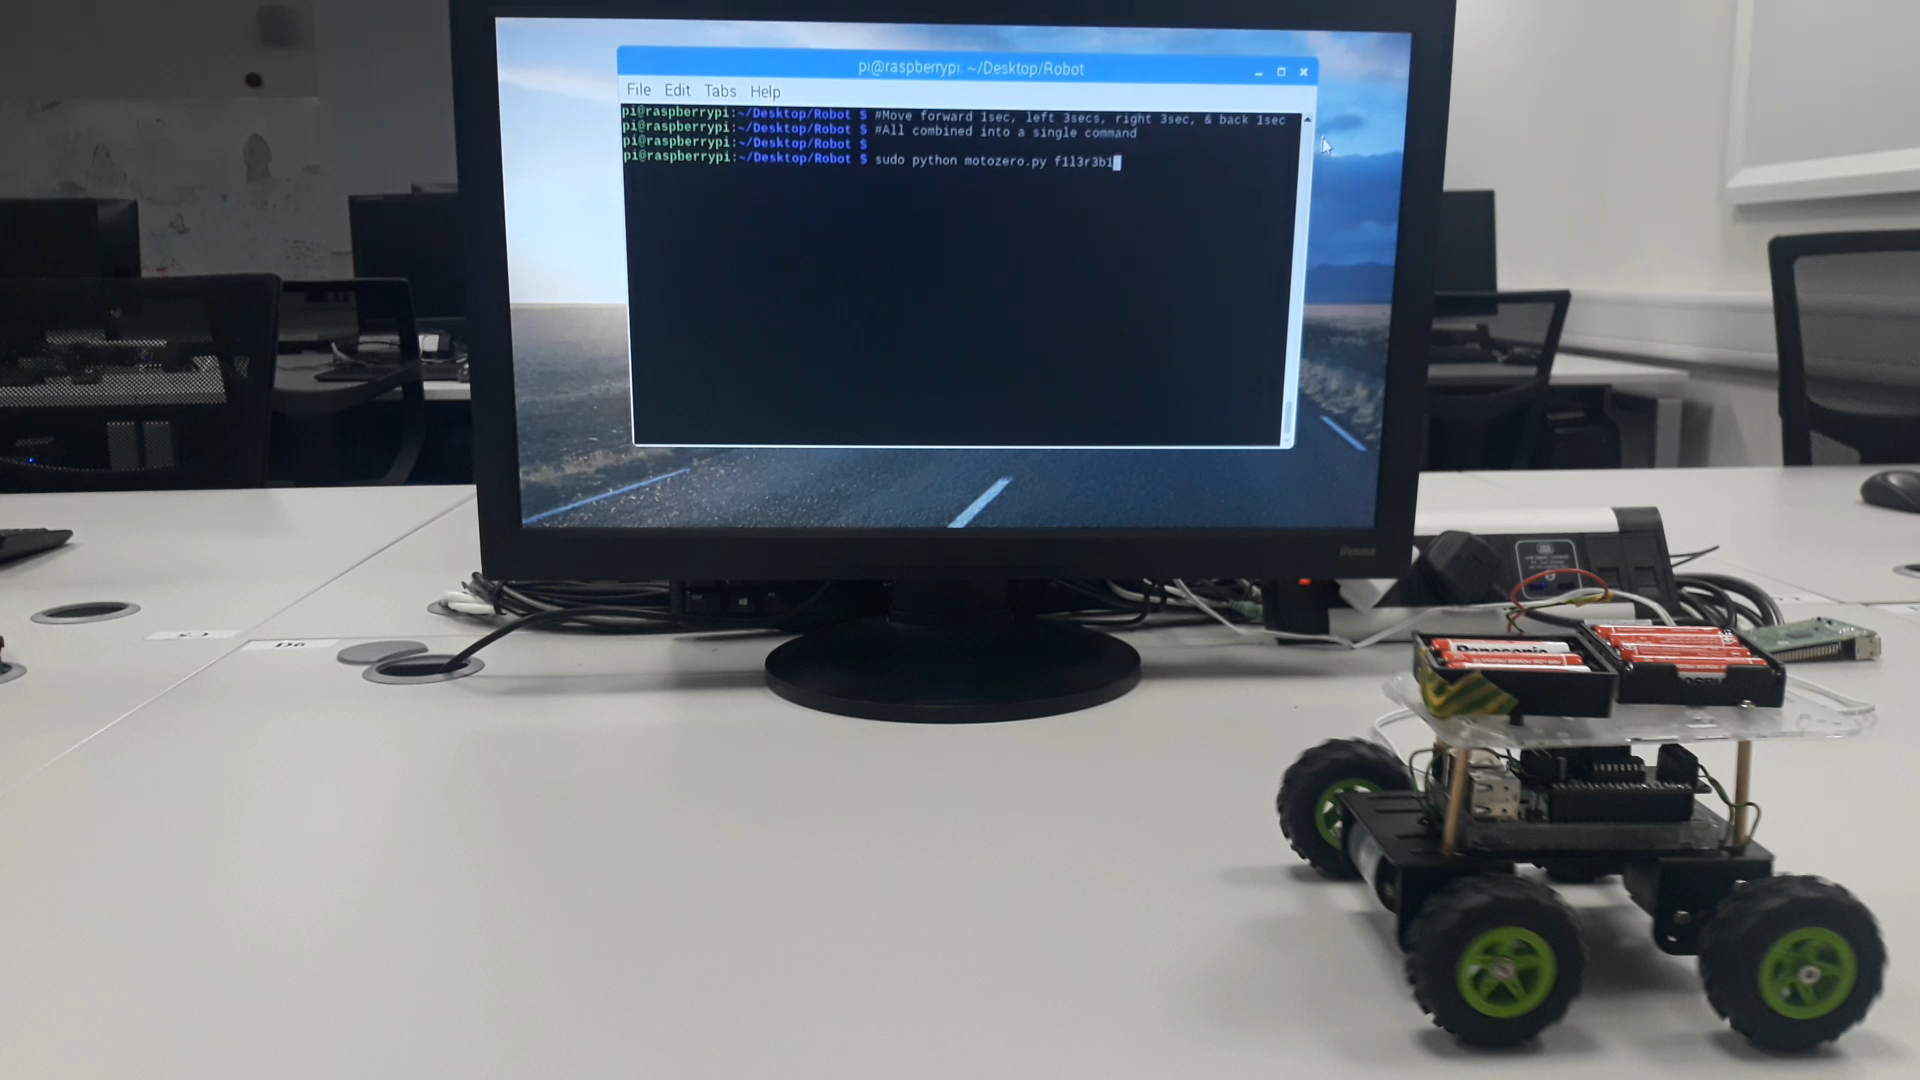 pi@raspberrypi: ~/Desktop/Robot
File Edit Tabs Help
pi@raspberrypi:~/Desktop/Robot $ #Move forward 1sec, left 3secs, right 3sec, & back 1sec
pi@raspberrypi:~/Desktop/Robot $ #All combined into a single command
pi@raspberrypi:~/Desktop/Robot $
pi@raspberrypi:~/Desktop/Robot $ sudo python motozero.py f1l3r3b1
iiyama
D6
Panasonic